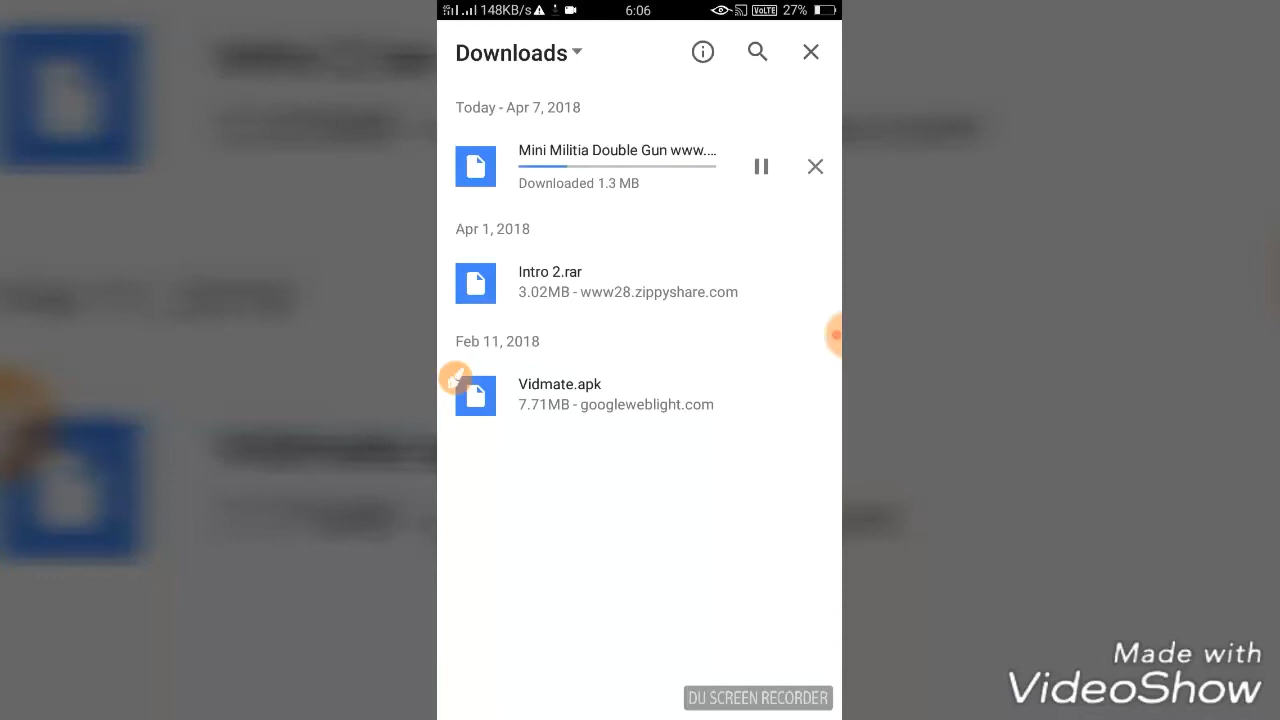 148KB/s 6:06 VoLTE 27%
Downloads
Today - Apr 7, 2018
Mini Militia Double Gun www....
Downloaded 1.3 MB
Apr 1, 2018
Intro 2.rar
3.02MB - www28.zippyshare.com
Feb 11, 2018
Vidmate.apk
7.71MB - googleweblight.com
Made with
VideoShow
DU SCREEN RECORDER